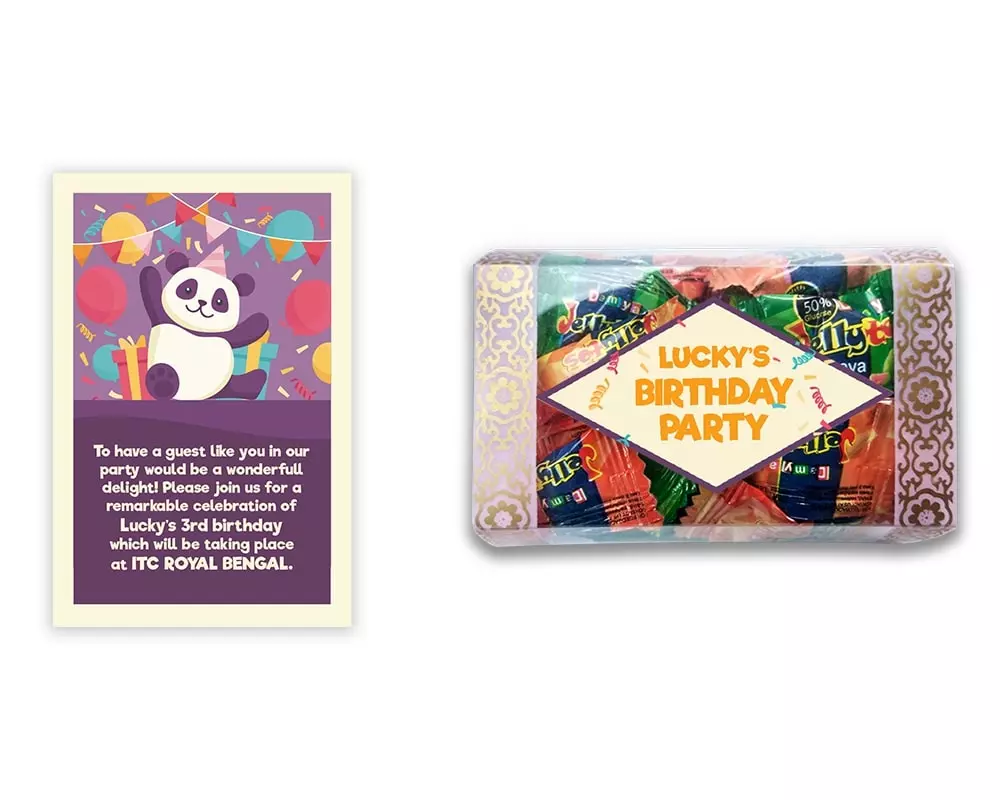 To have a guest like you in our
party would be a wonderfull
delight! Please join us for a
remarkable celebration of
Lucky's 3rd birthday
which will be taking place
at ITC ROYAL BENGAL.
LUCKY'S
BIRTHDAY
PARTY
50%
Damyl